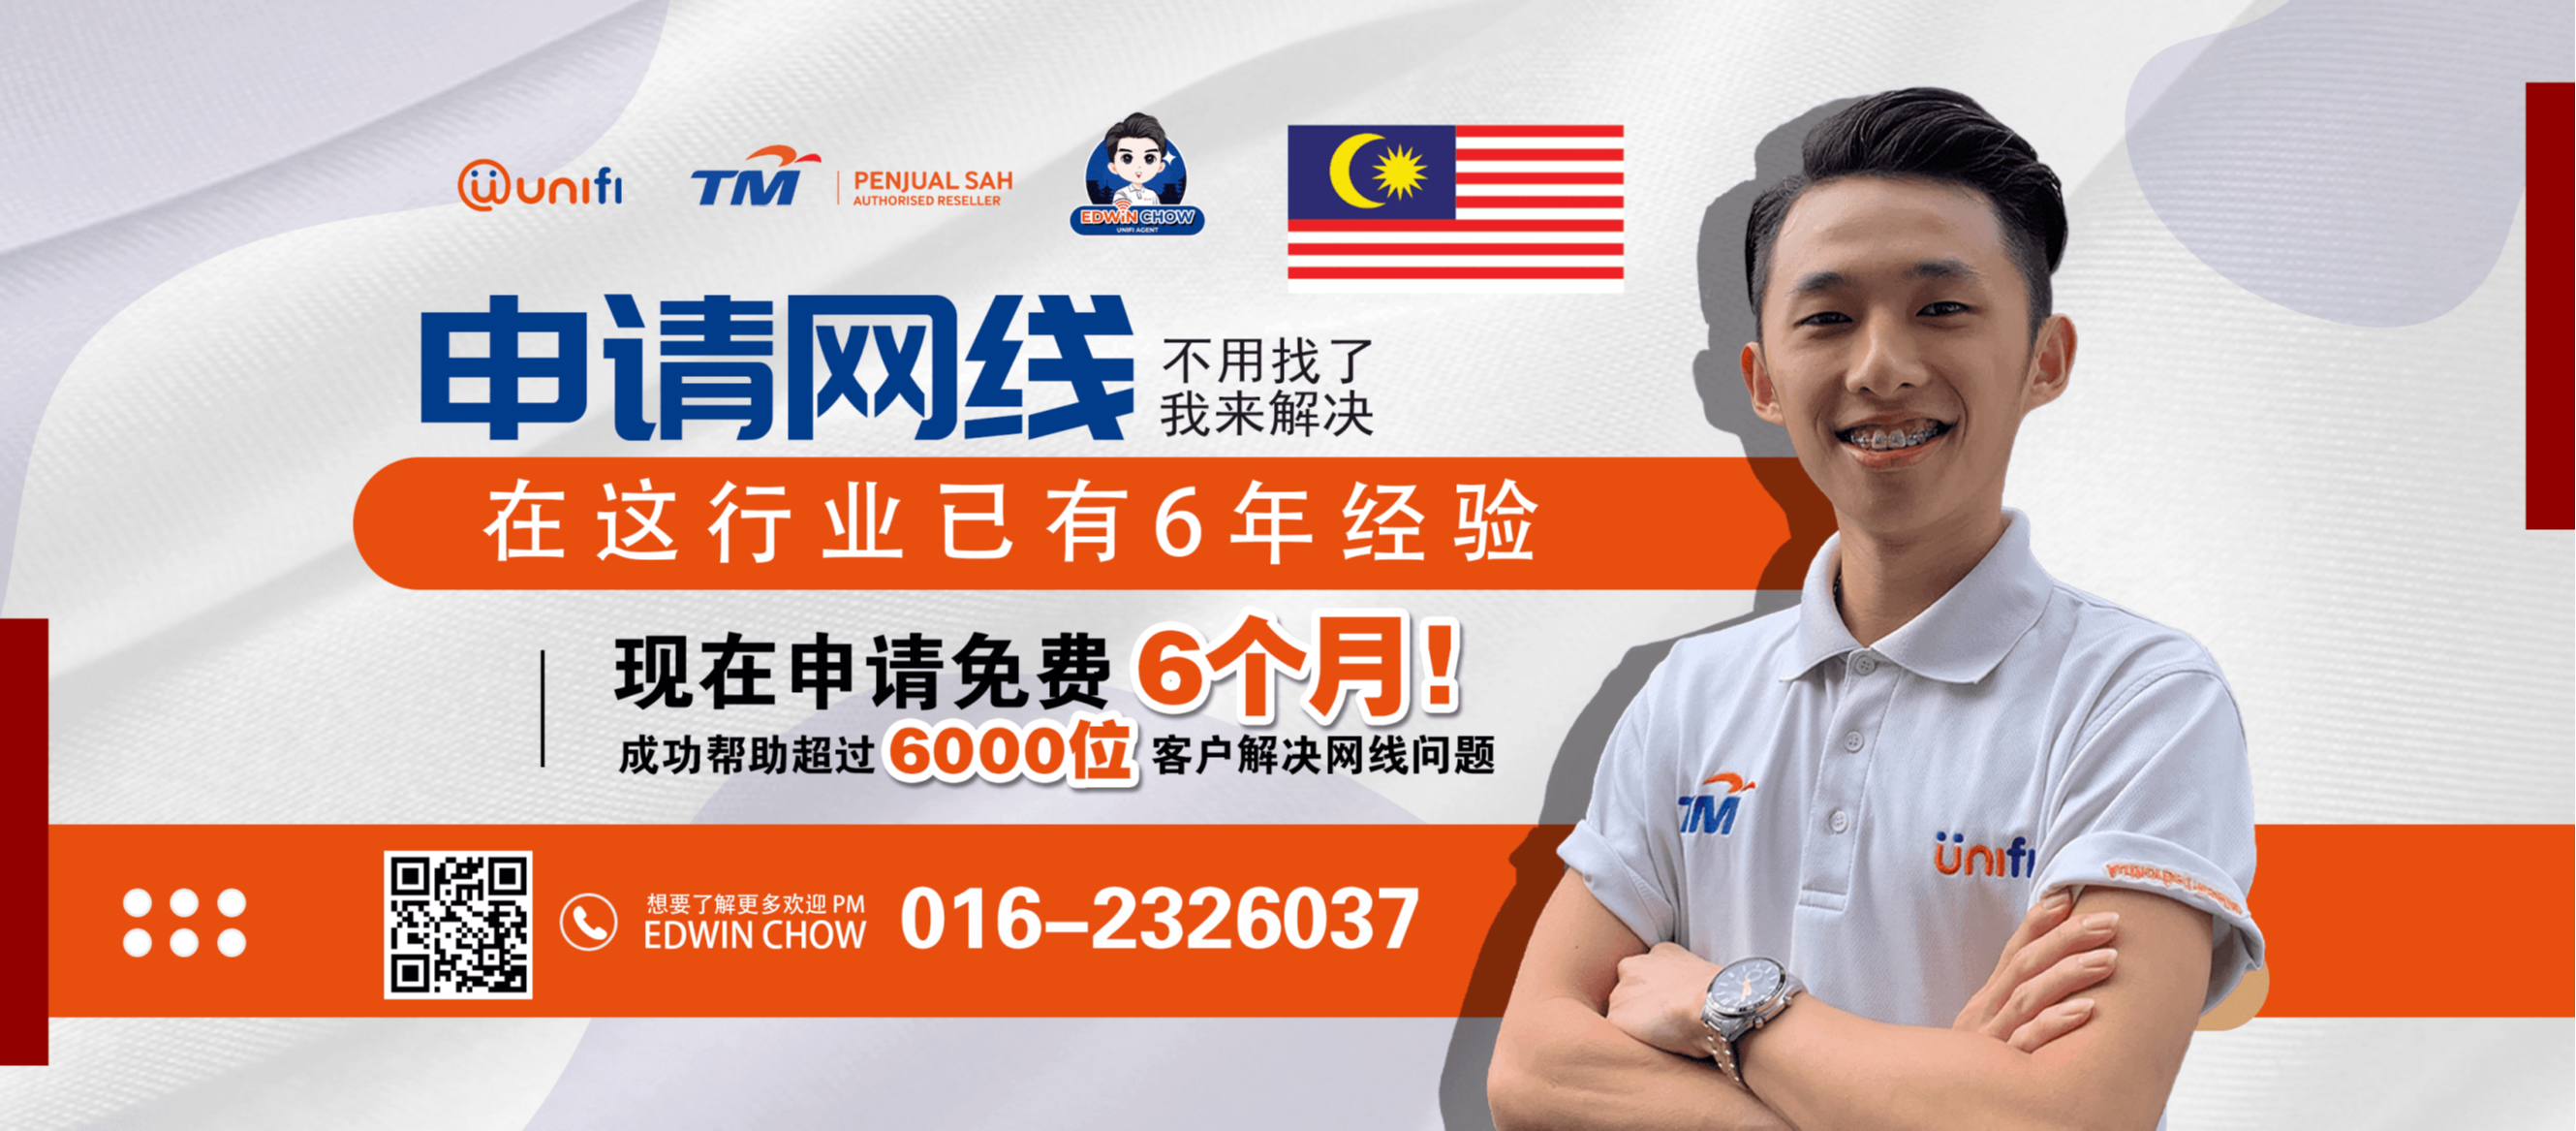 unifi
TM
PENJUAL SAH
AUTHORISED RESELLER
EDWIN CHOW
UNIFI AGENT
申请网线
不用找了
我来解决
在这行业已有6年经验
现在申请免费6个月!
成功帮助超过6000位客户解决网线问题
想要了解更多欢迎 PM
EDWIN CHOW
016-2326037
TM
unifi